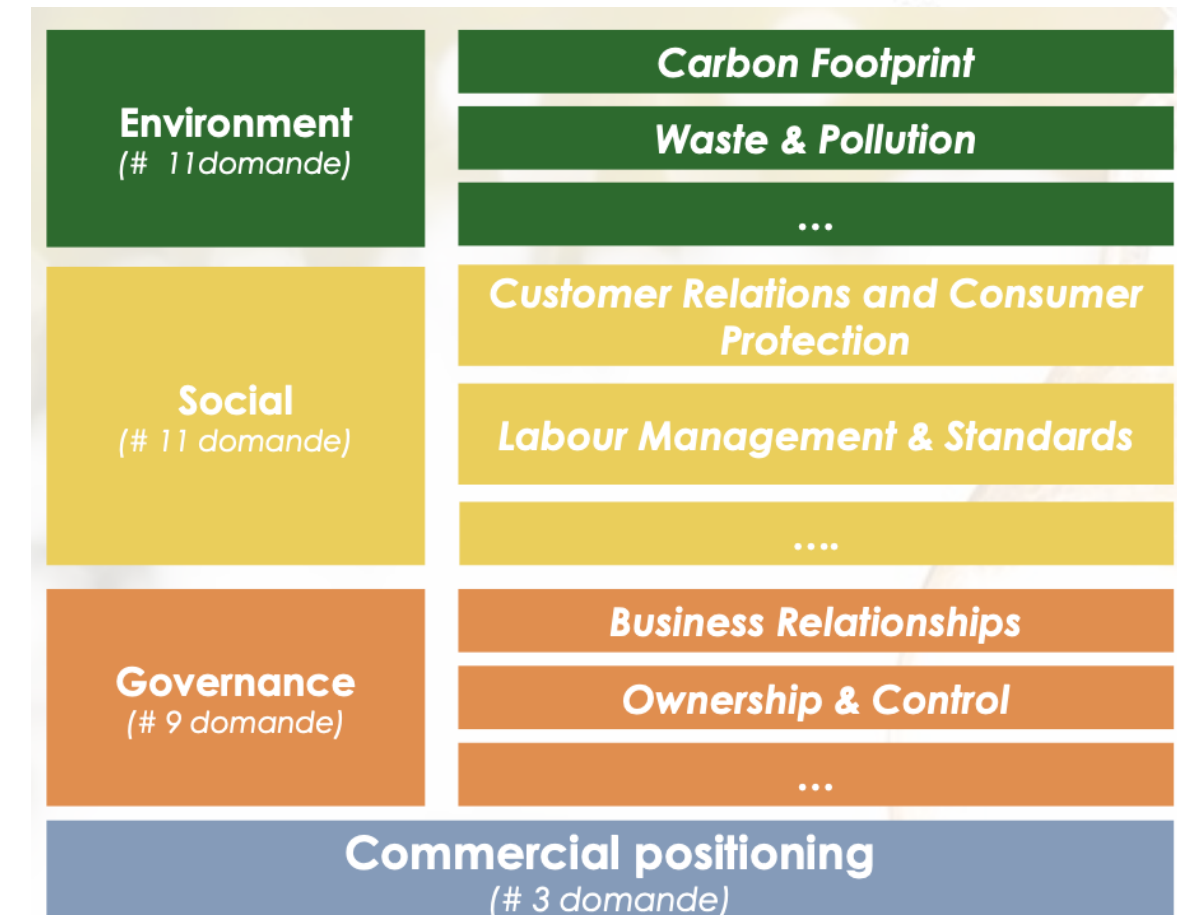 Environment
(# 11domande)
Carbon Footprint
Waste & Pollution
...
Social
(# 11 domande)
Customer Relations and Consumer
Protection
Labour Management & Standards
....
Governance
(# 9 domande)
Business Relationships
Ownership & Control
...
Commercial positioning
(# 3 domande)